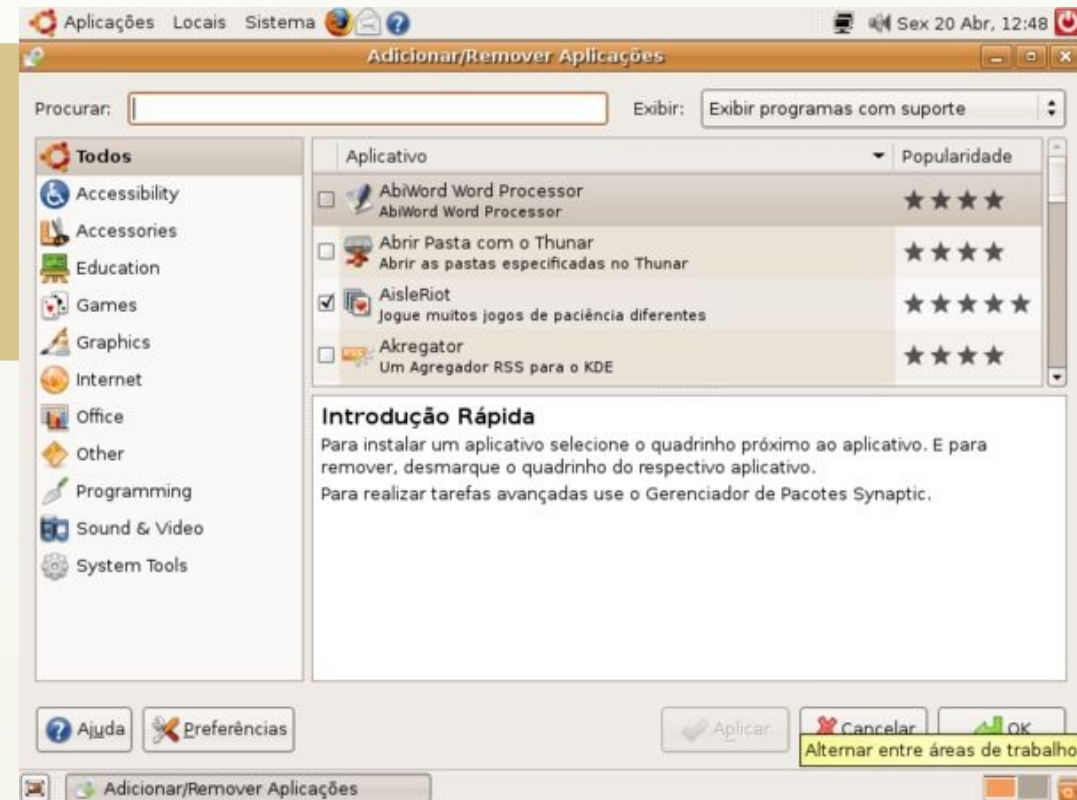 Aplicações Locais Sistema Sex 20 Abr, 12:48
Adicionar/Remover Aplicações
Procurar: Exibir: Exibir programas com suporte
Todos
Accessibility
Accessories
Education
Games
Graphics
Internet
Office
Other
Programming
Sound & Video
System Tools
Aplicativo Popularidade
AbiWord Word Processor
AbiWord Word Processor
Abrir Pasta com o Thunar
Abrir as pastas especificadas no Thunar
AisleRiot
Jogue muitos jogos de paciência diferentes
Akregator
Um Agregador RSS para o KDE
Introdução Rápida
Para instalar um aplicativo selecione o quadrinho próximo ao aplicativo. E para
remover, desmarque o quadrinho do respectivo aplicativo.
Para realizar tarefas avançadas use o Gerenciador de Pacotes Synaptic.
Ajuda Preferências Aplicar Cancelar OK
Alternar entre áreas de trabalho
Adicionar/Remover Aplicações